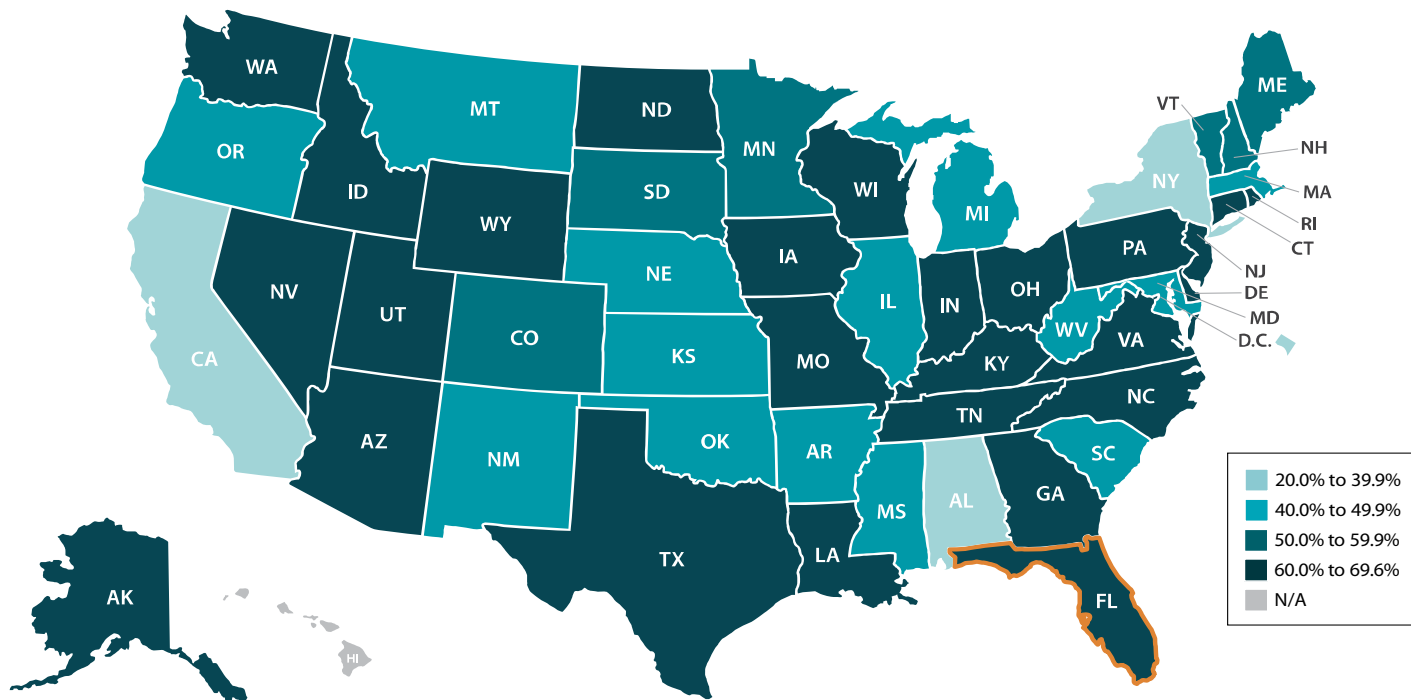 WA
MT
ND
MN
ME
VT
NH
OR
ID
SD
WI
NY
MA
MI
RI
WY
CT
IA
PA
NJ
NE
DE
NV
OH
IL
IN
MD
UT
CO
WV
D.C.
VA
CA
KS
MO
KY
NC
TN
AZ
OK
AR
SC
NM
MS
AL
GA
TX
LA
AK
FL
HI
20.0% to 39.9%
40.0% to 49.9%
50.0% to 59.9%
60.0% to 69.6%
N/A